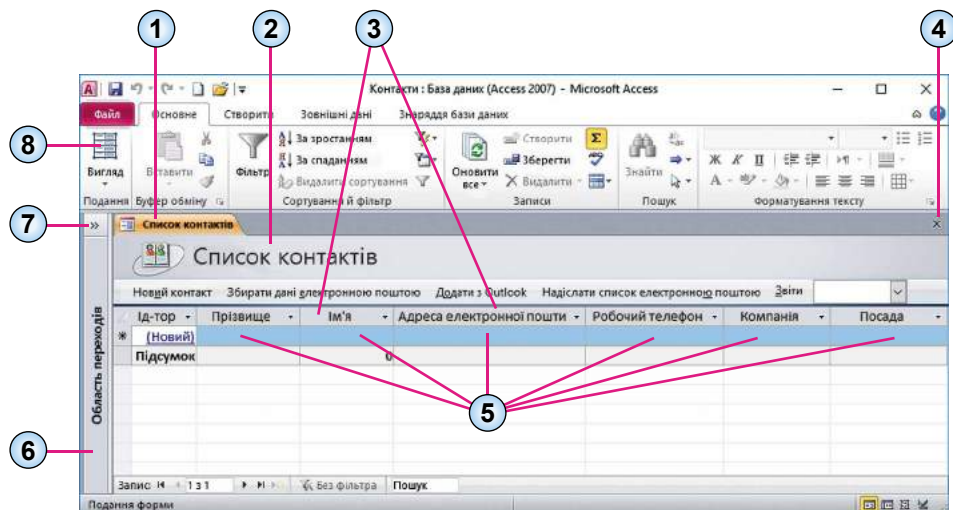 1 2 3 4
Контакти : База даних (Access 2007) - Microsoft Access
Файл Основне Створити Зовнішні дані Знаряддя бази даних
8
Вигляд
Вставити
Фільтр
За зростанням
За спаданням
Видалити сортування
Оновити все
Створити
Зберегти
Видалити
Знайти
Ж К П
А
Подання Буфер обміну Сортування й фільтр Записи Пошук Форматування тексту
7
Список контактів
Список контактів
Новий контакт Збирати дані електронною поштою Додати з Outlook Надіслати список електронною поштою Звіти
Ід-тор Прізвище Ім'я Адреса електронної пошти Робочий телефон Компанія Посада
(Новий)
Підсумок 0
Область переходів
5
6
Запис 1 з 1 Без фільтра Пошук
Подання форми